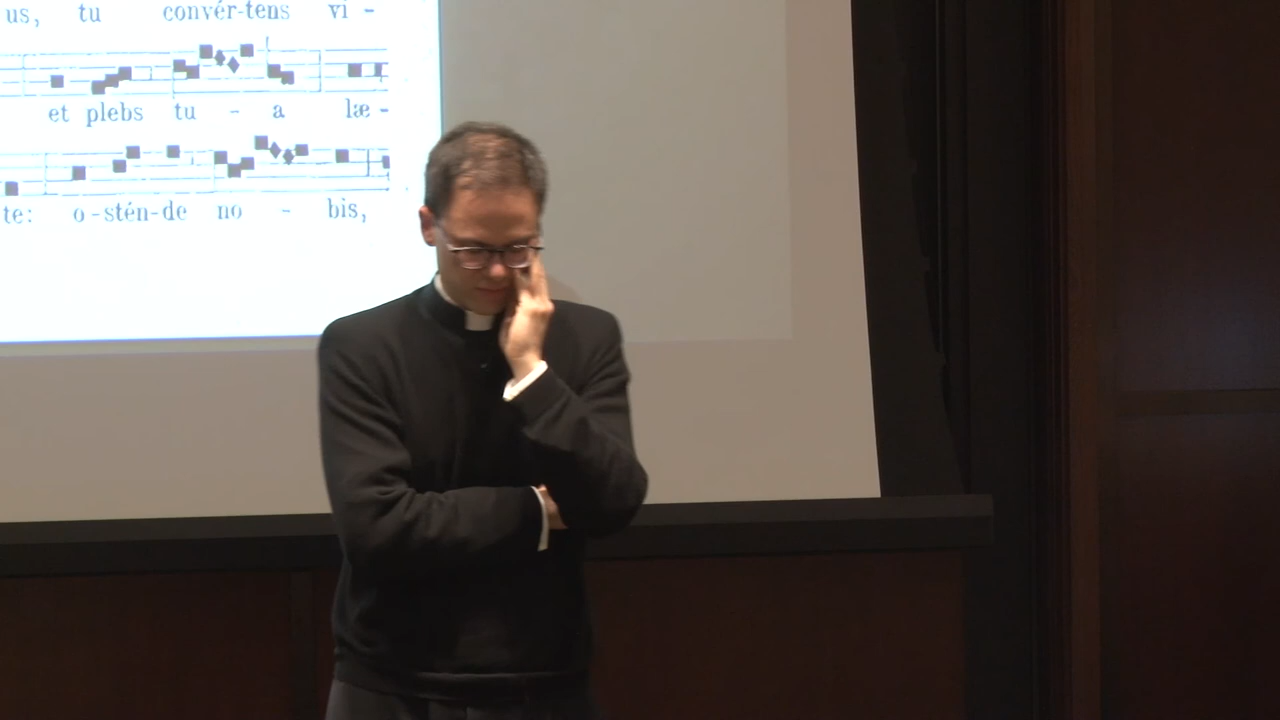 us, tu convér-tens vi -
et plebs tu - a læ -
te: o-stén-de no - bis,